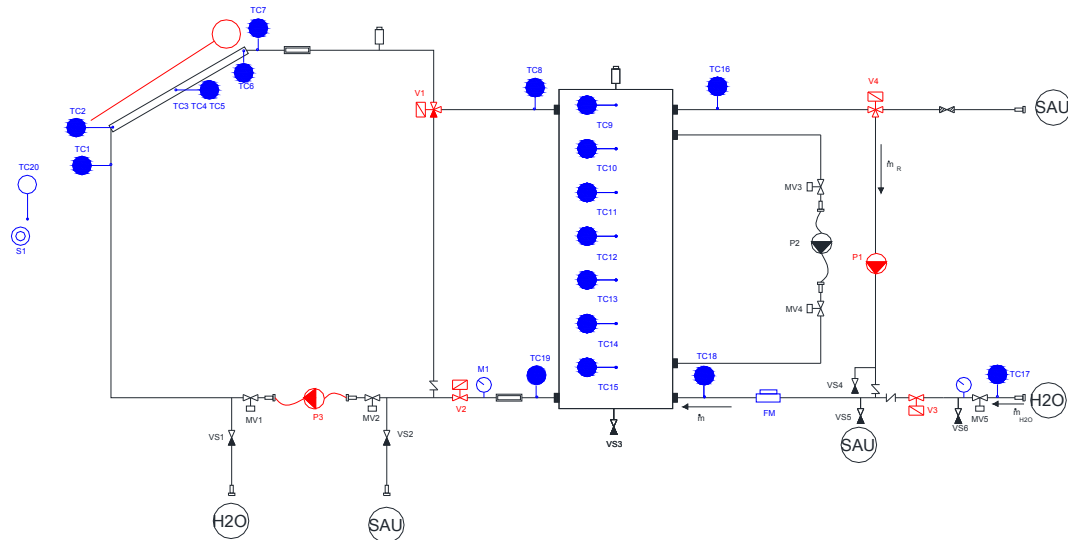 TC7
TC6
TC3 TC4 TC5
TC2
TC1
TC20
S1
V1
TC8
TC16
V4
SAU
TC9
TC10
TC11
TC12
TC13
TC14
TC15
ṁ R
MV3
P2
P1
MV4
M1
TC19
TC18
VS4
TC17
V2
FM
V3
H2O
ṁ
ṁ H2O
VS5
VS6
MV5
MV1
P3
MV2
VS1
VS2
VS3
SAU
H2O
SAU